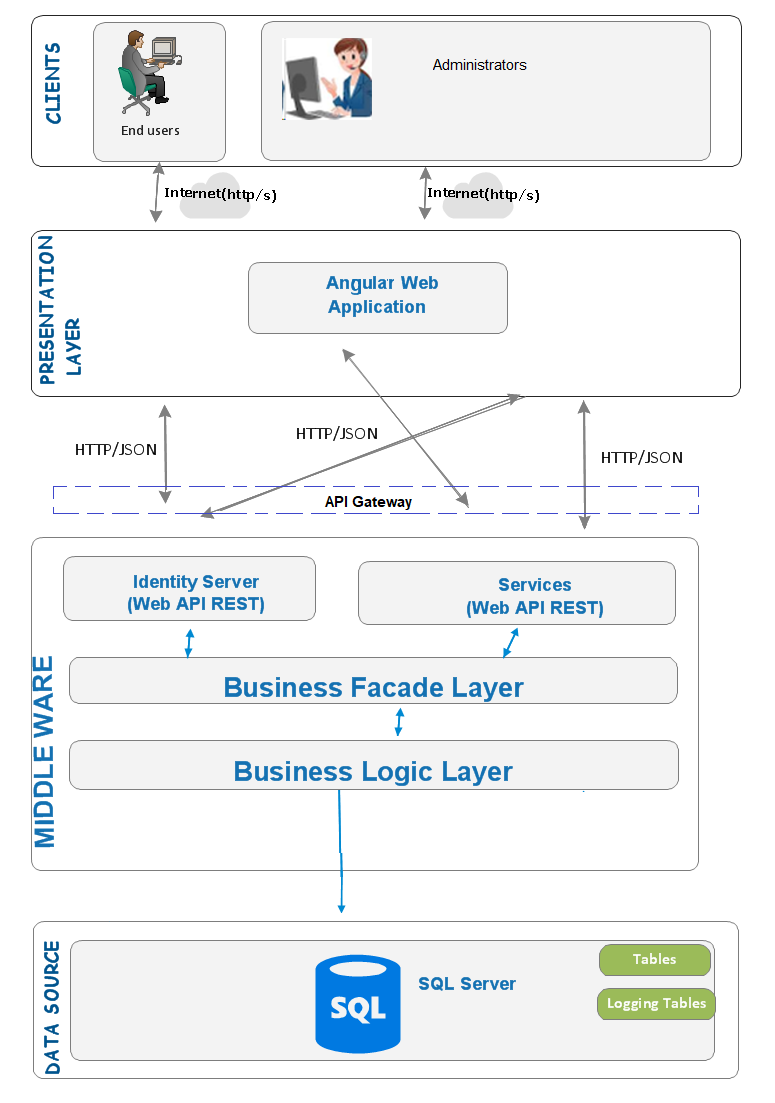 CLIENTS
End users
Administrators
Internet(http/s)
Internet(http/s)
PRESENTATION
LAYER
Angular Web
Application
HTTP/JSON
HTTP/JSON
HTTP/JSON
API Gateway
MIDDLE WARE
Identity Server
(Web API REST)
Services
(Web API REST)
Business Facade Layer
Business Logic Layer
DATA SOURCE
SQL
SQL Server
Tables
Logging Tables